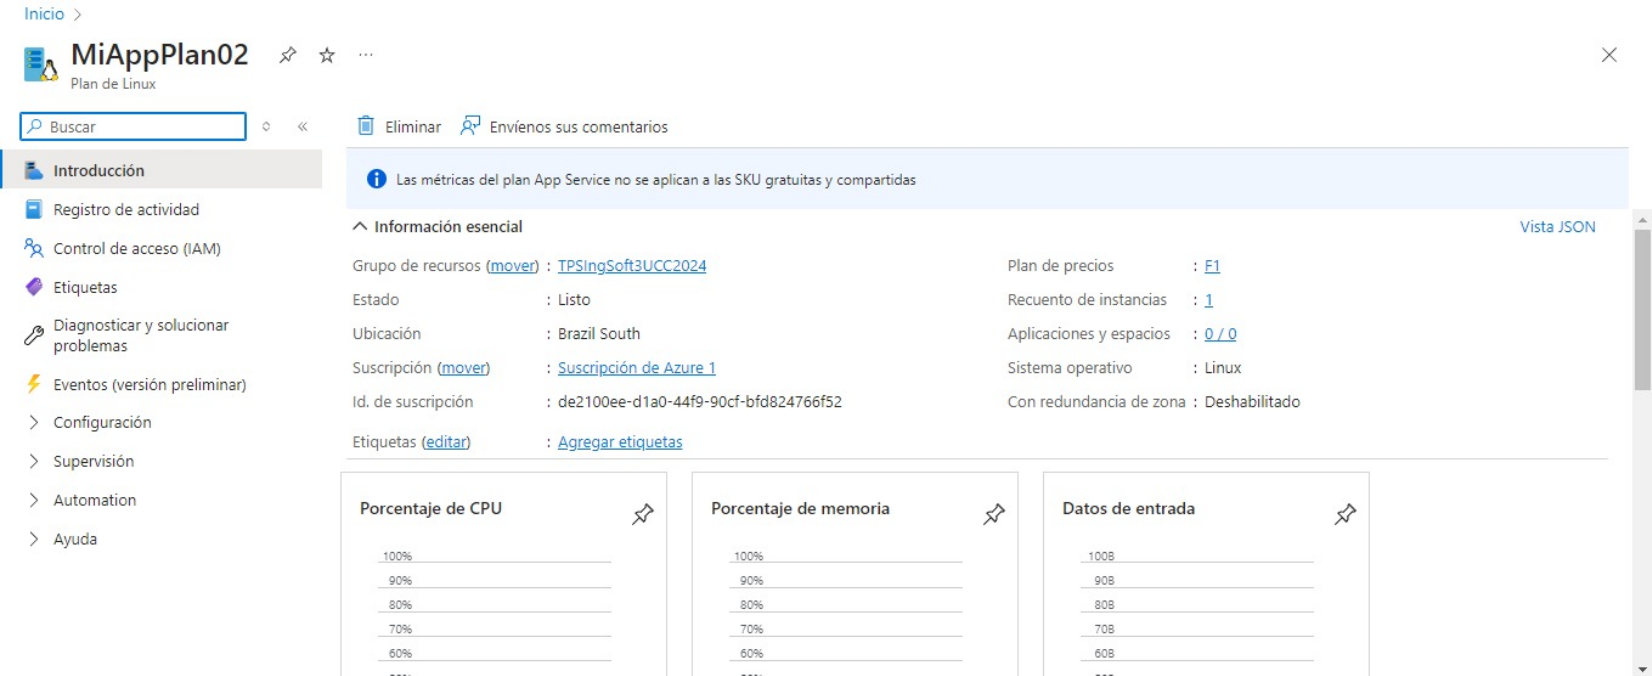 Inicio
MiAppPlan02
Plan de Linux
Buscar
Introducción
Registro de actividad
Control de acceso (IAM)
Etiquetas
Diagnosticar y solucionar
problemas
Eventos (versión preliminar)
Configuración
Supervisión
Automation
Ayuda
Eliminar
Envíenos sus comentarios
Las métricas del plan App Service no se aplican a las SKU gratuitas y compartidas
Información esencial
Vista JSON
Grupo de recursos (mover) : TPSIngSoft3UCC2024
Estado : Listo
Ubicación : Brazil South
Suscripción (mover) : Suscripción de Azure 1
Id. de suscripción : de2100ee-d1a0-44f9-90cf-bfd824766f52
Etiquetas (editar) : Agregar etiquetas
Plan de precios : F1
Recuento de instancias : 1
Aplicaciones y espacios : 0 / 0
Sistema operativo : Linux
Con redundancia de zona : Deshabilitado
Porcentaje de CPU
100%
90%
80%
70%
60%
Porcentaje de memoria
100%
90%
80%
70%
60%
Datos de entrada
100B
90B
80B
70B
60B